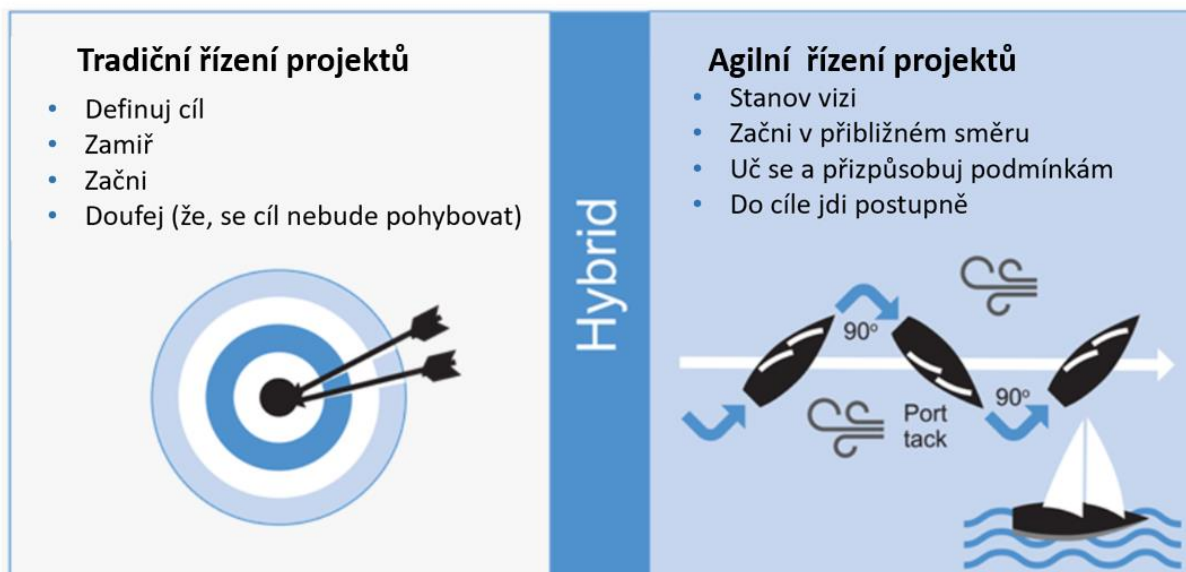 Tradiční řízení projektů
• Definuj cíl
• Zamiř
• Začni
• Doufej (že, se cíl nebude pohybovat)
Hybrid
Agilní  řízení projektů
• Stanov vizi
• Začni v přibližném směru
• Uč se a přizpůsobuj podmínkám
• Do cíle jdi postupně
90°
Port
tack
90°